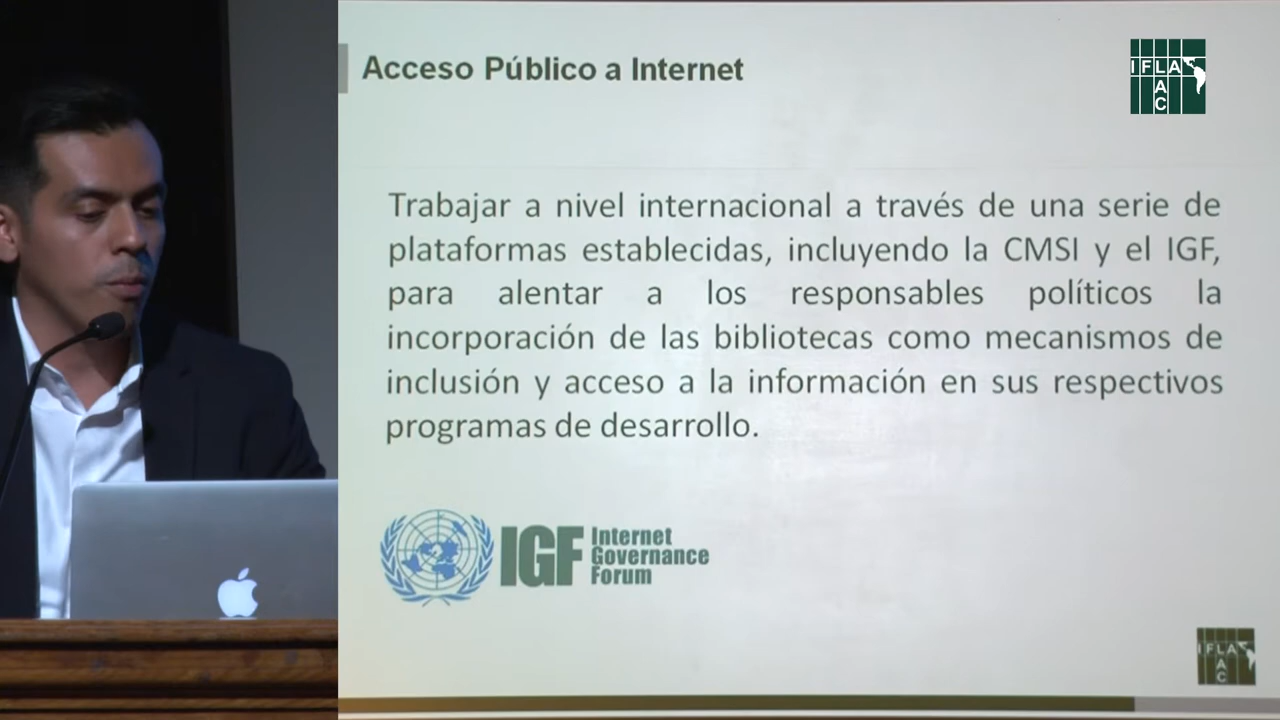 Acceso Público a Internet
IFLA
LAC
Trabajar a nivel internacional a través de una serie de
plataformas establecidas, incluyendo la CMSI y el IGF,
para alentar a los responsables políticos la
incorporación de las bibliotecas como mecanismos de
inclusión y acceso a la información en sus respectivos
programas de desarrollo.
IGF
Internet
Governance
Forum
IFLA
LAC